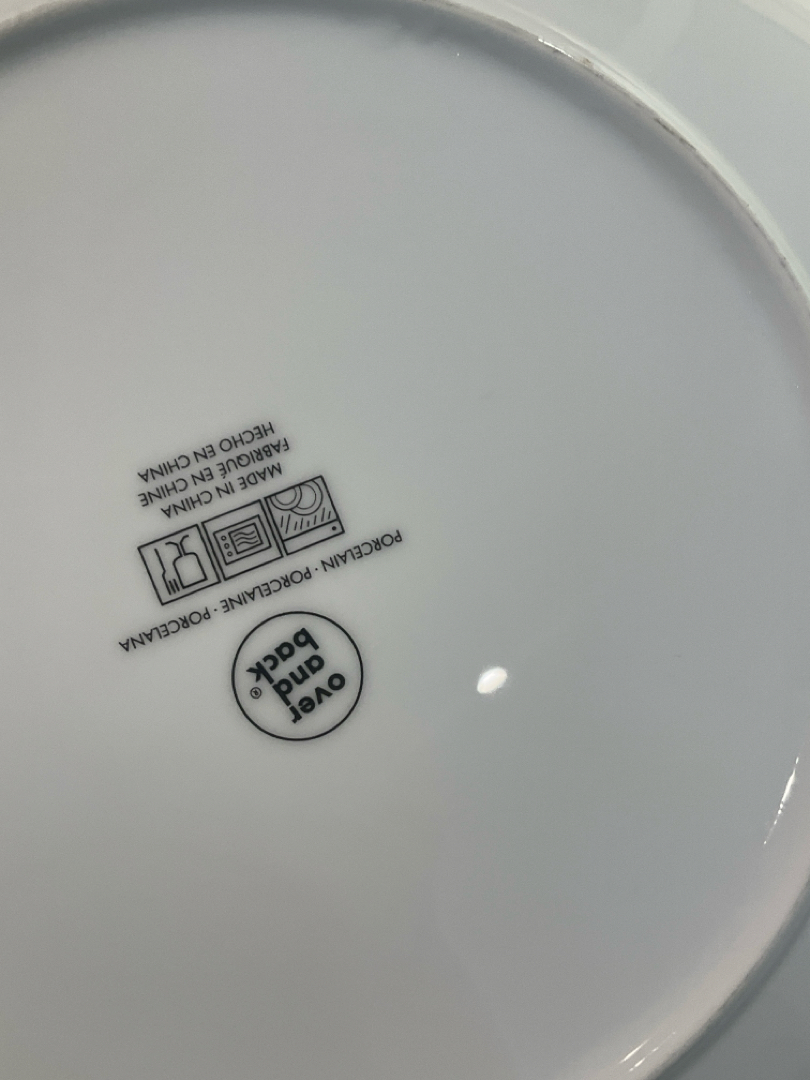 over
and
back®
PORCELAIN · PORCELAINE · PORCELANA
MADE IN CHINA
FABRIQUÉ EN CHINE
HECHO EN CHINA